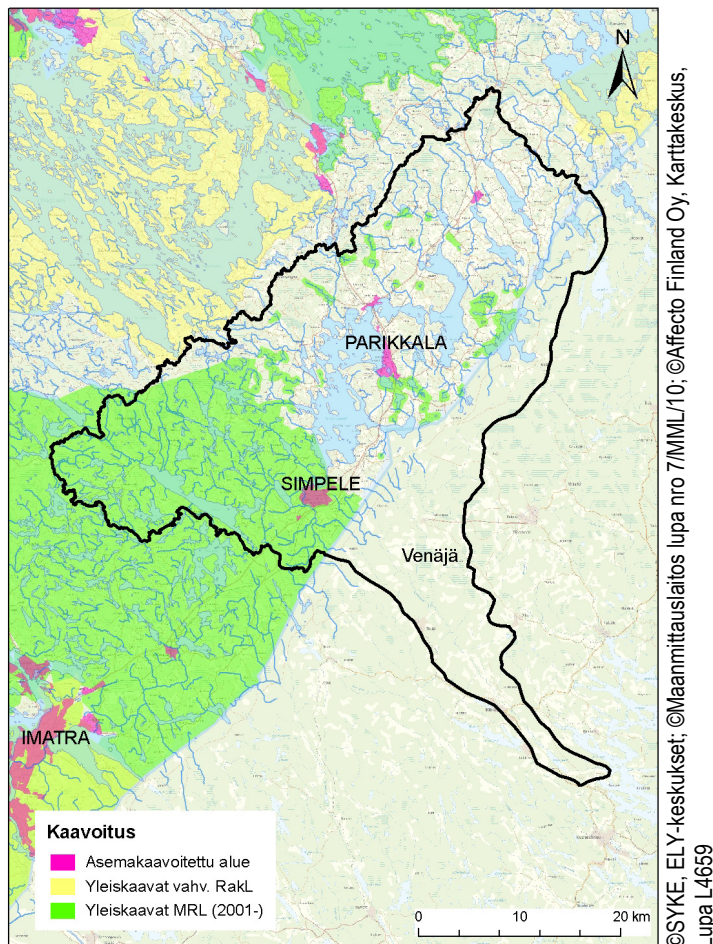 N
PARIKKALA
SIMPELE
Venäjä
IMATRA
Kaavoitus
Asemakaavoitettu alue
Yleiskaavat vahv. RakL
Yleiskaavat MRL (2001-)
0 10 20 km
©SYKE, ELY-keskukset; ©Maanmittauslaitos lupa nro 7/MML/10; ©Affecto Finland Oy, Karttakeskus,
Lupa L4659